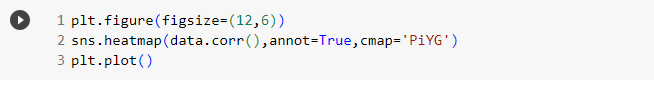 1 plt.figure(figsize=(12,6))
2 sns.heatmap(data.corr(),annot=True,cmap='PiYG')
3 plt.plot()